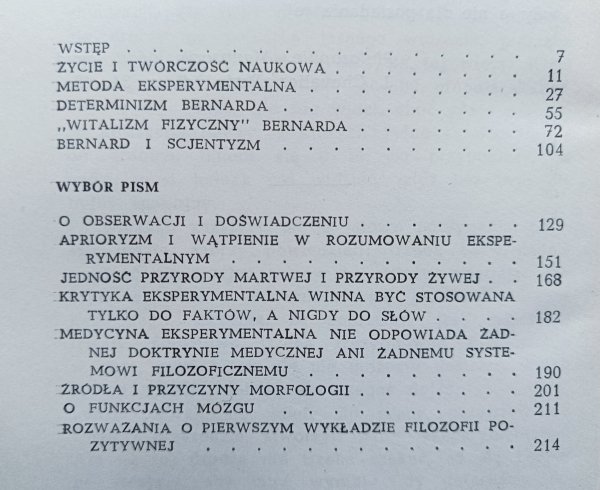 WSTĘP . . . . . . . . . . . . . . . . 7
ŻYCIE I TWÓRCZOŚĆ NAUKOWA . . . . . . . 11
METODA EKSPERYMENTALNA . . . . . . . . 27
DETERMINIZM BERNARDA . . . . . . . . . 55
„WITALIZM FIZYCZNY" BERNARDA . . . . . . 72
BERNARD I SCJENTYZM . . . . . . . . . 104
WYBÓR PISM
O OBSERWACJI I DOŚWIADCZENIU . . . . . . 129
APRIORYZM I WĄTPIENIE W ROZUMOWANIU EKSPE-
RYMENTALNYM . . . . . . . . . . . . 151
JEDNOŚĆ PRZYRODY MARTWEJ I PRZYRODY ŻYWEJ . . 168
KRYTYKA EKSPERYMENTALNA WINNA BYĆ STOSOWANA
TYLKO DO FAKTÓW, A NIGDY DO SŁÓW . . . . 182
MEDYCYNA EKSPERYMENTALNA NIE ODPOWIADA ŻAD-
NEJ DOKTRYNIE MEDYCZNEJ ANI ŻADNEMU SYSTE-
MOWI FILOZOFICZNEMU . . . . . . . . . 190
ŹRÓDŁA I PRZYCZYNY MORFOLOGII . . . . . . 201
O FUNKCJACH MÓZGU . . . . . . . . . . 211
ROZWAŻANIA O PIERWSZYM WYKŁADZIE FILOZOFII PO-
ZYTYWNEJ . . . . . . . . . . . . . 214